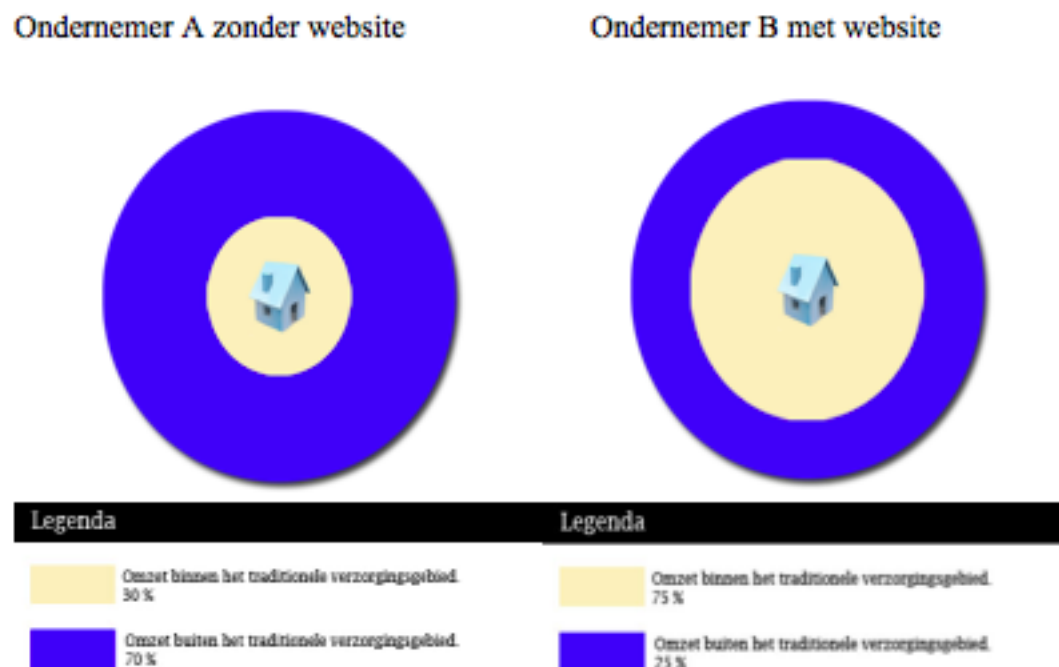 Ondernemer A zonder website
Ondernemer B met website
Legenda
Omzet binnen het traditionele verzorgingsgebied.
30 %
Omzet buiten het traditionele verzorgingsgebied.
70 %
Legenda
Omzet binnen het traditionele verzorgingsgebied.
75 %
Omzet buiten het traditionele verzorgingsgebied.
25 %